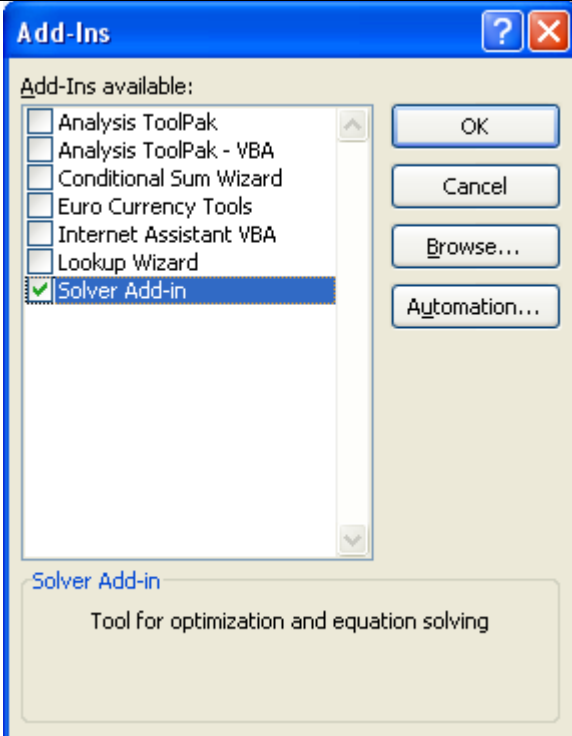 Add-Ins
Add-Ins available:
Analysis ToolPak
Analysis ToolPak - VBA
Conditional Sum Wizard
Euro Currency Tools
Internet Assistant VBA
Lookup Wizard
Solver Add-in
OK
Cancel
Browse...
Automation...
Solver Add-in
Tool for optimization and equation solving